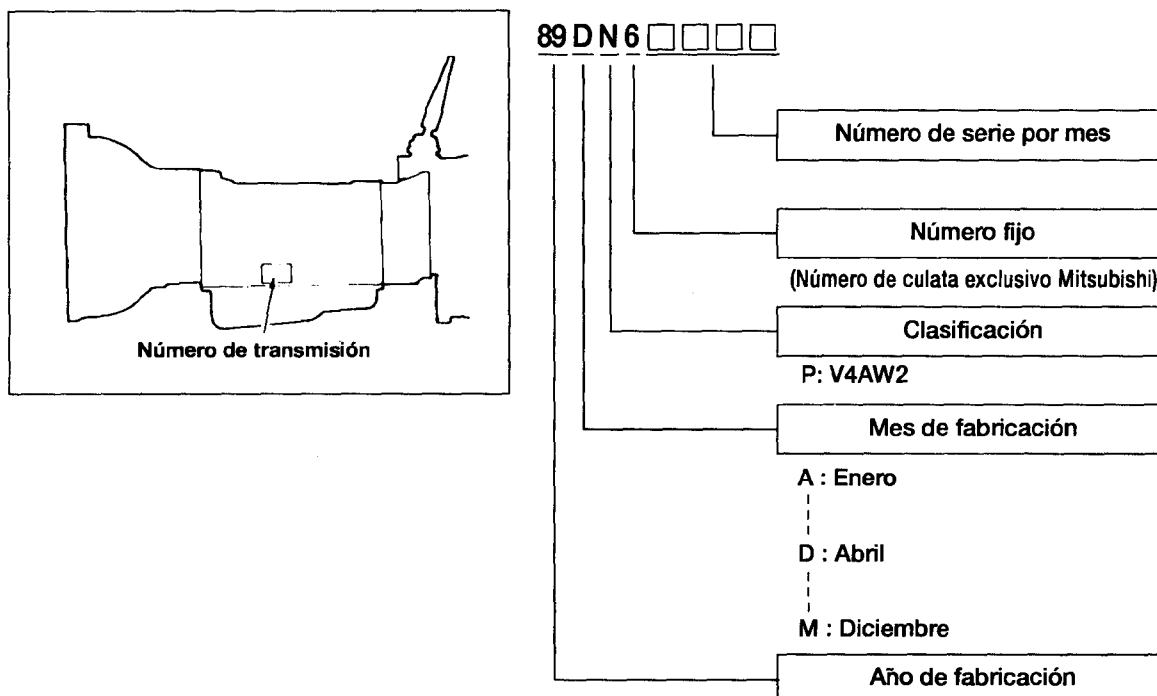 89 D N 6 □ □ □ □
Número de serie por mes
Número fijo
(Número de culata exclusivo Mitsubishi)
Clasificación
P: V4AW2
Mes de fabricación
A : Enero
D : Abril
M : Diciembre
Año de fabricación
Número de transmisión